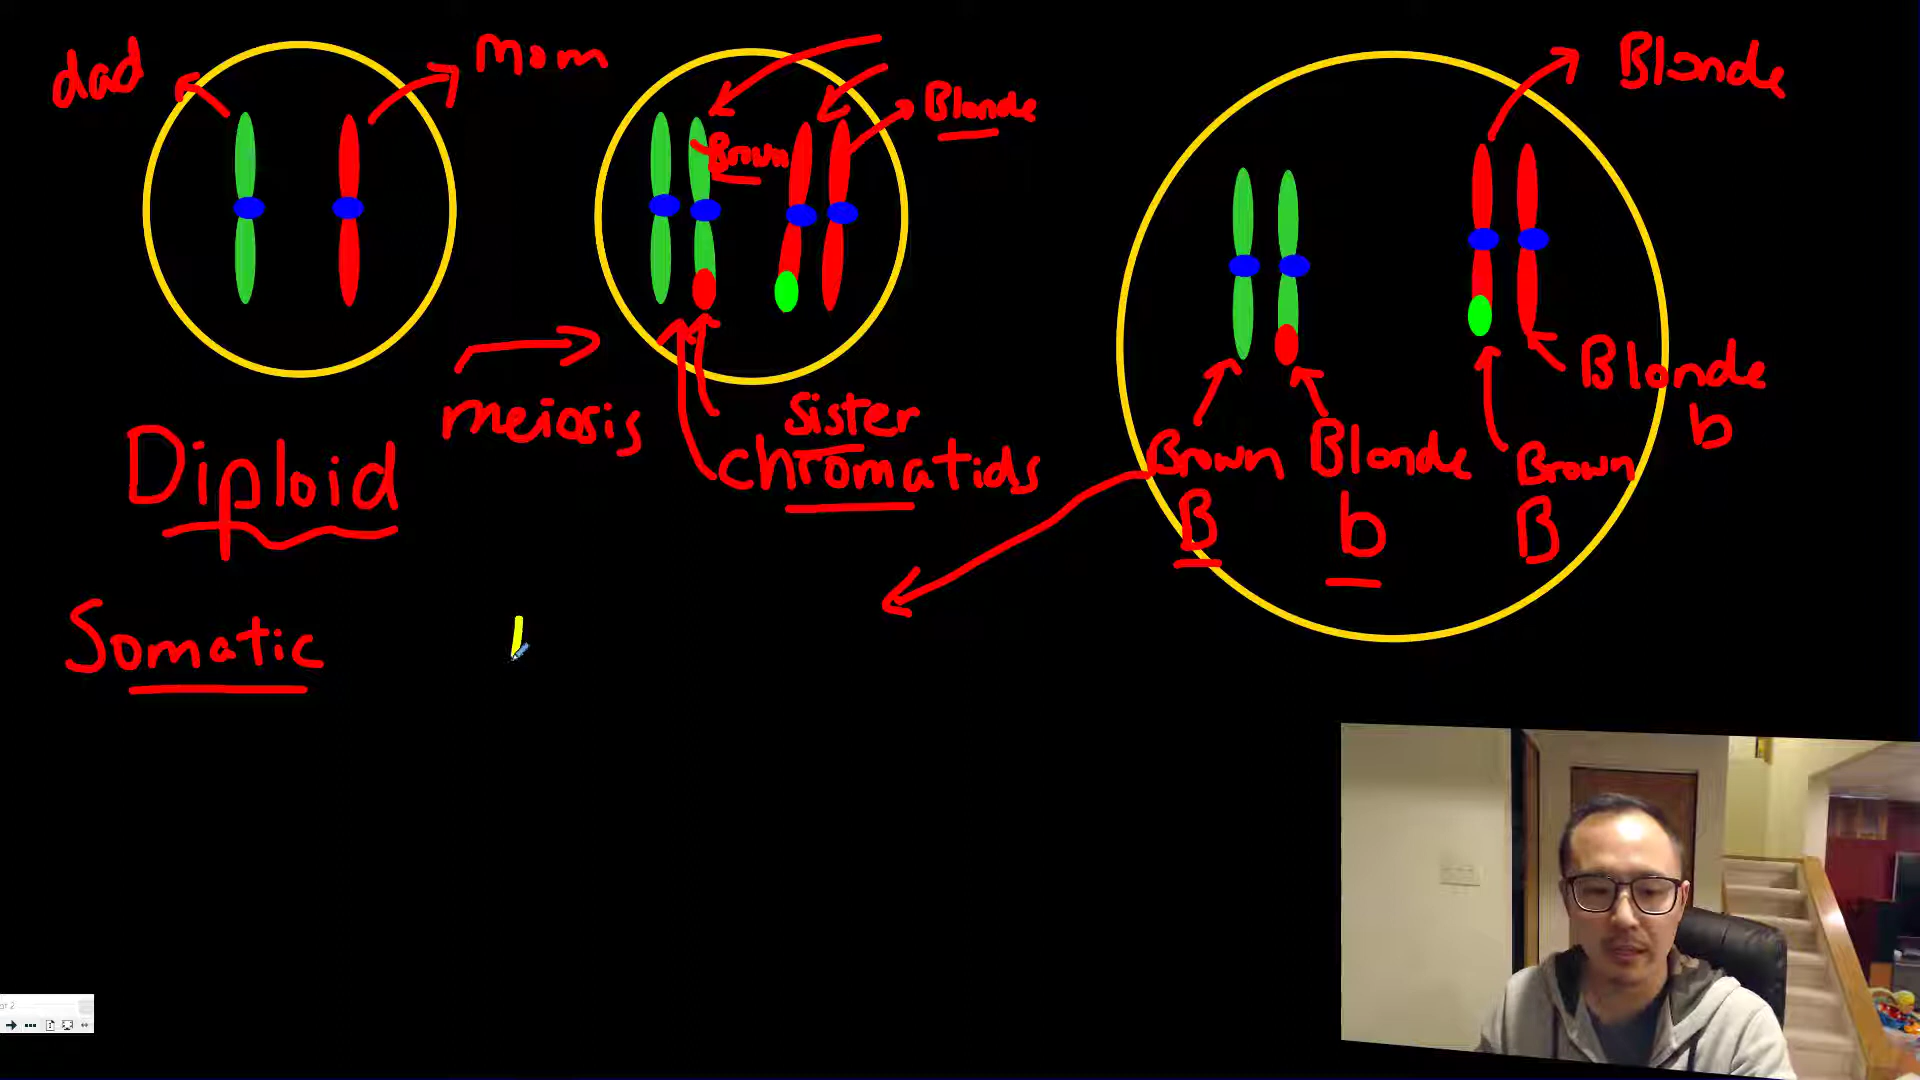 dad
Mom
Blonde
Brown
Blonde
meiosis
Sister
chromatids
Diploid
Somatic
Blonde
b
Brown
Blonde
Brown
B
b
B